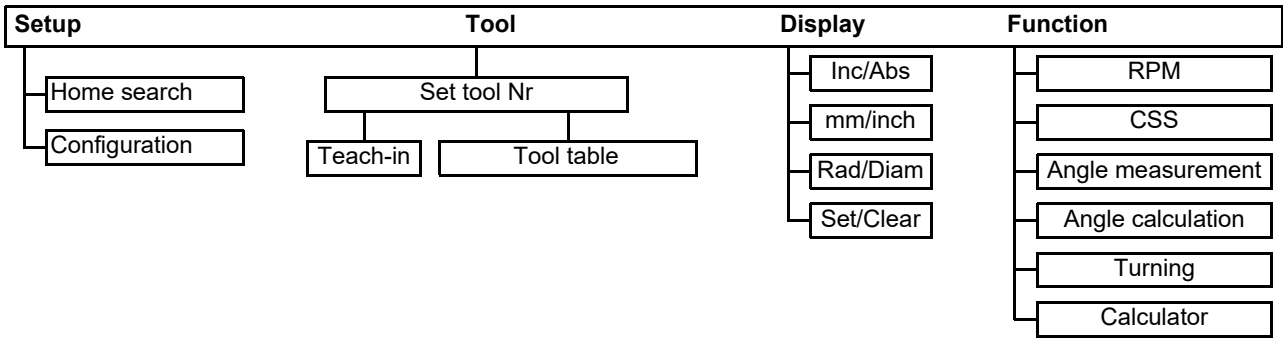 Setup
Tool
Display
Function
Home search
Configuration
Set tool Nr
Teach-in
Tool table
Inc/Abs
mm/inch
Rad/Diam
Set/Clear
RPM
CSS
Angle measurement
Angle calculation
Turning
Calculator